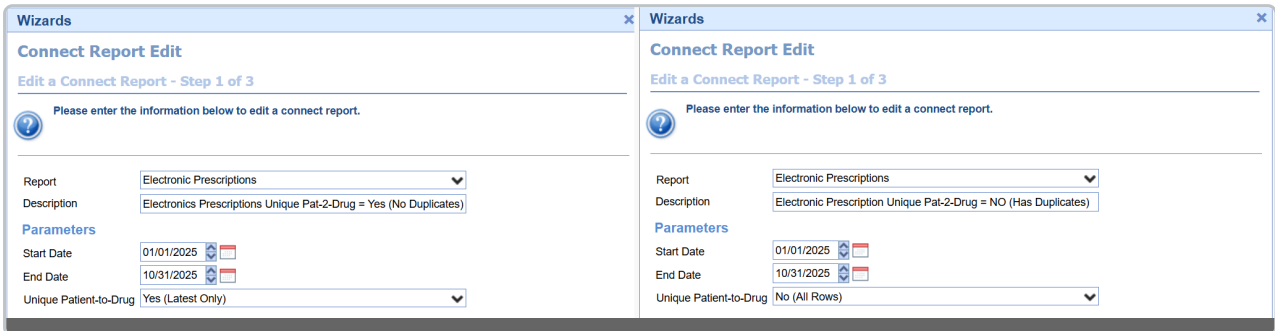 Wizards
Connect Report Edit
Edit a Connect Report - Step 1 of 3
Please enter the information below to edit a connect report.
Report Electronic Prescriptions
Description Electronics Prescriptions Unique Pat-2-Drug = Yes (No Duplicates)
Parameters
Start Date 01/01/2025
End Date 10/31/2025
Unique Patient-to-Drug Yes (Latest Only)
Wizards
Connect Report Edit
Edit a Connect Report - Step 1 of 3
Please enter the information below to edit a connect report.
Report Electronic Prescriptions
Description Electronic Prescription Unique Pat-2-Drug = NO (Has Duplicates)
Parameters
Start Date 01/01/2025
End Date 10/31/2025
Unique Patient-to-Drug No (All Rows)